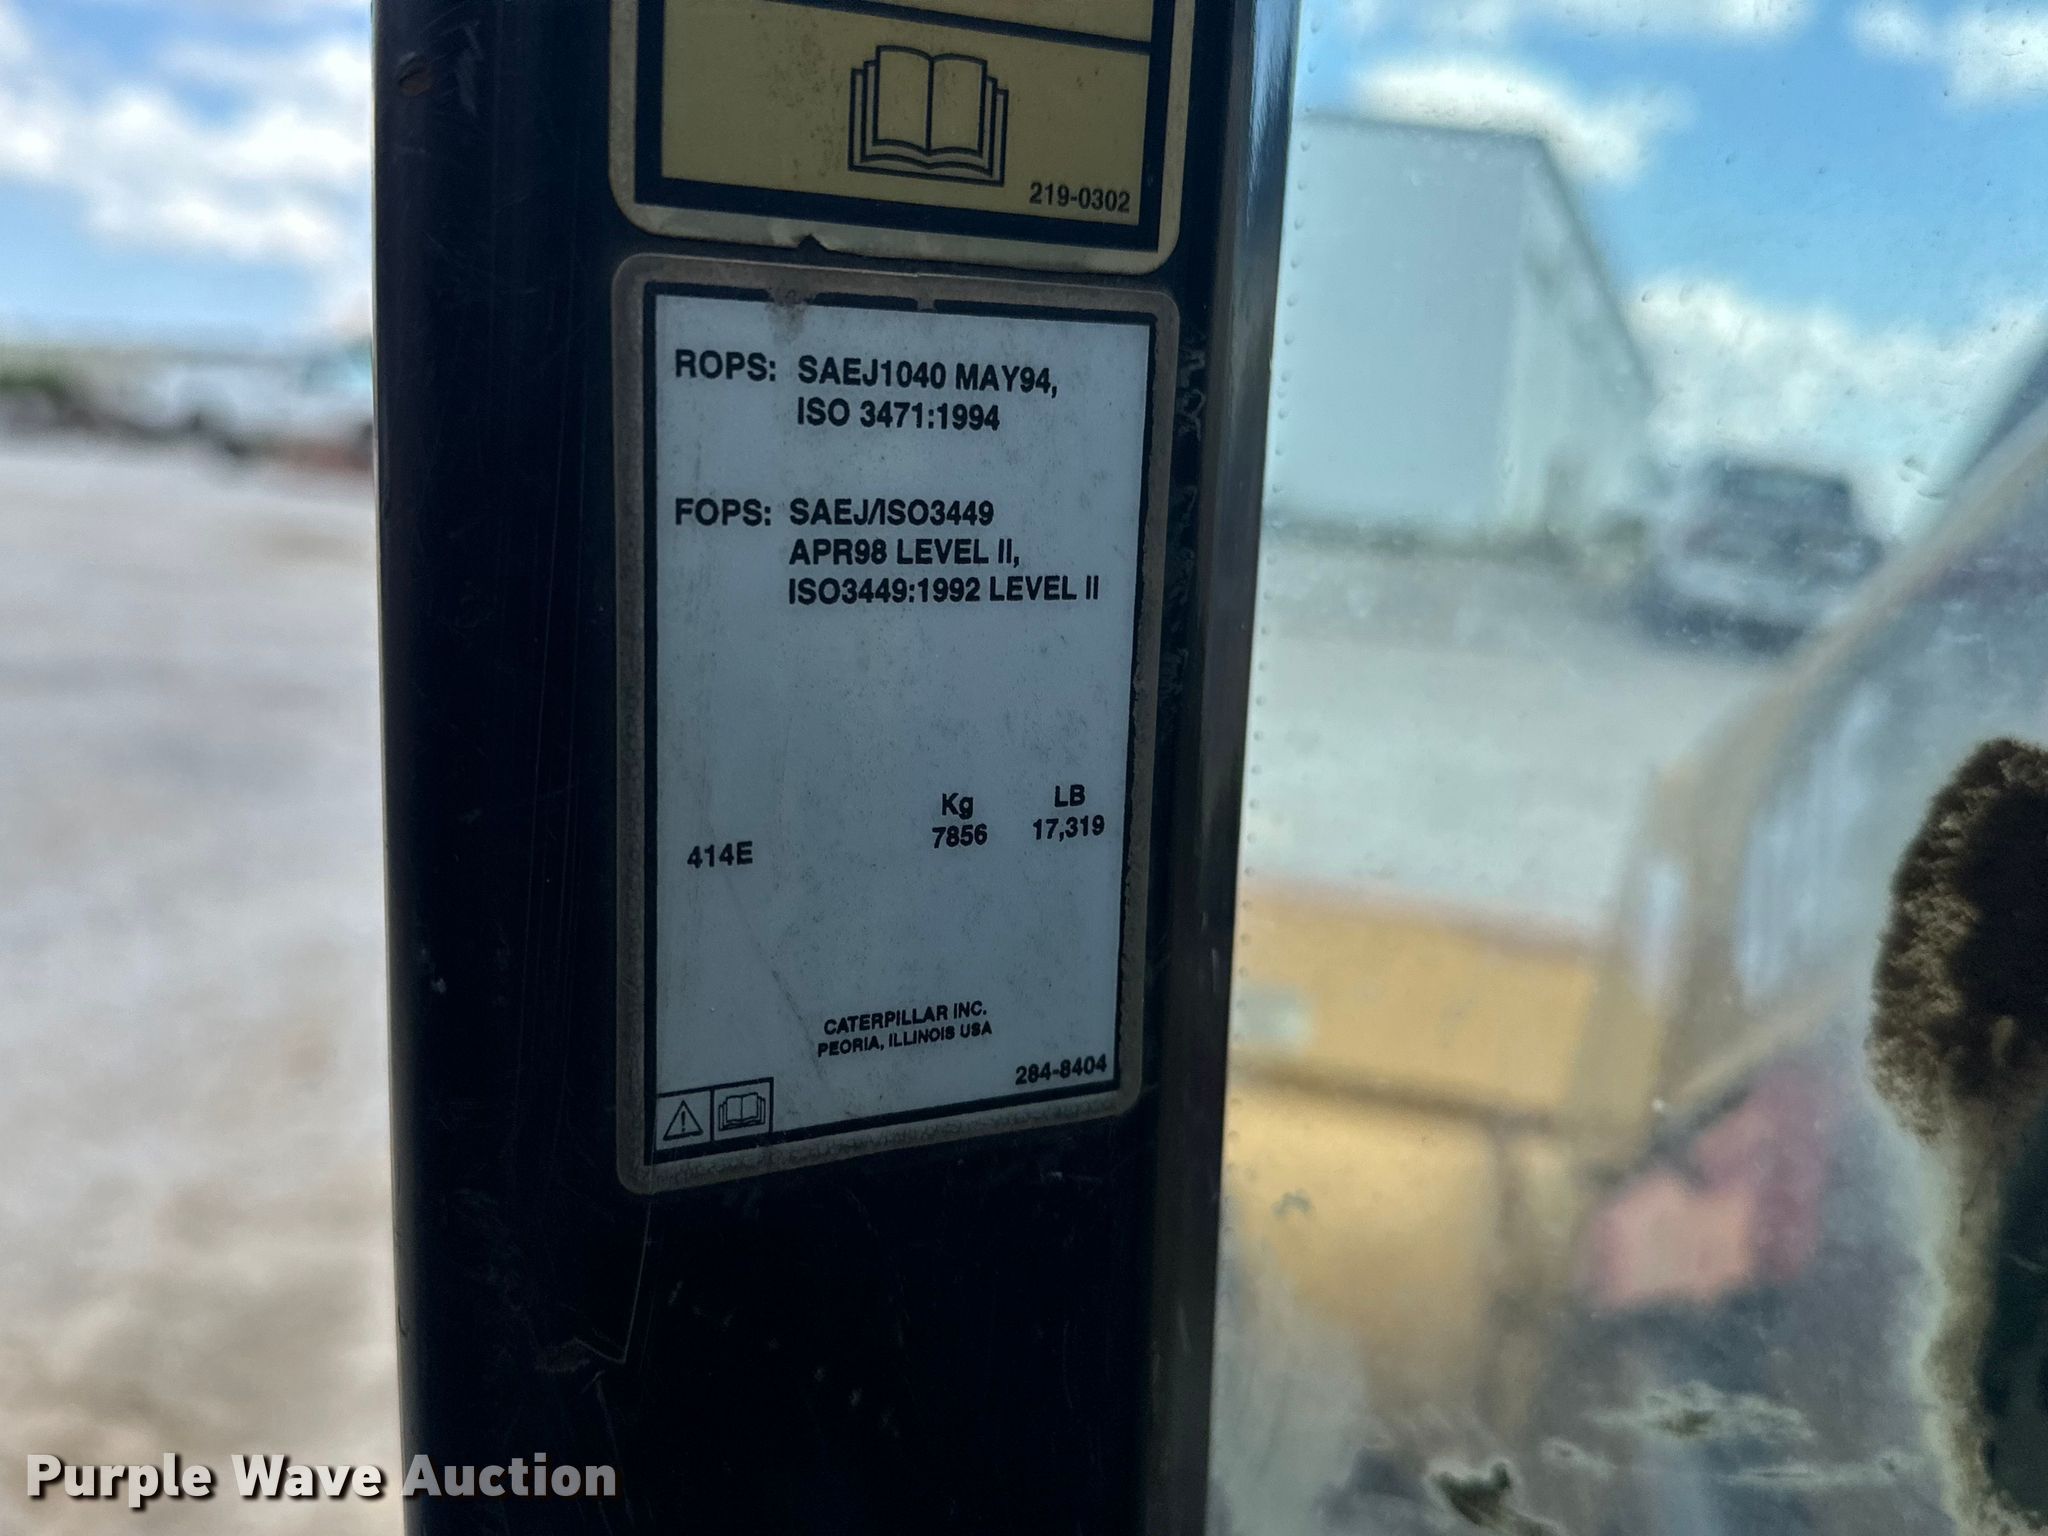 219-0302
ROPS: SAEJ1040 MAY94,
ISO 3471:1994
FOPS: SAEJ/ISO3449
APR98 LEVEL II,
ISO3449:1992 LEVEL II
Kg LB
7856 17,319
414E
CATERPILLAR INC.
PEORIA, ILLINOIS USA
284-8404
Purple Wave Auction